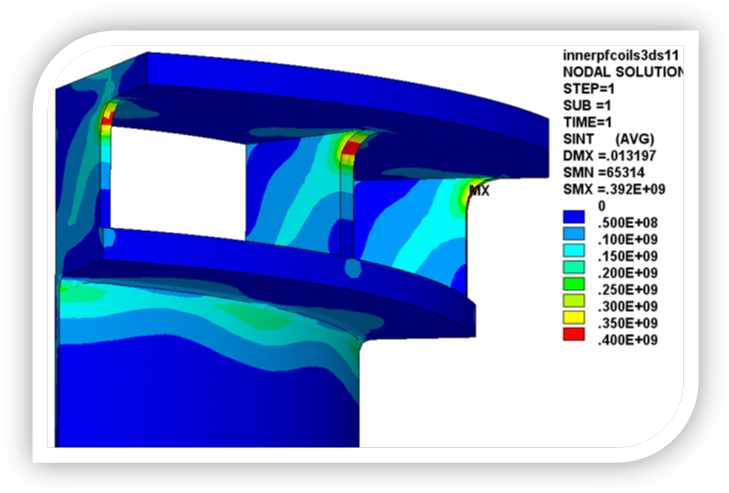 innerpfcoils3ds11
NODAL SOLUTION
STEP=1
SUB =1
TIME=1
SINT (AVG)
DMX =.013197
SMN =65314
SMX =.392E+09
MX
0
.500E+08
.100E+09
.150E+09
.200E+09
.250E+09
.300E+09
.350E+09
.400E+09